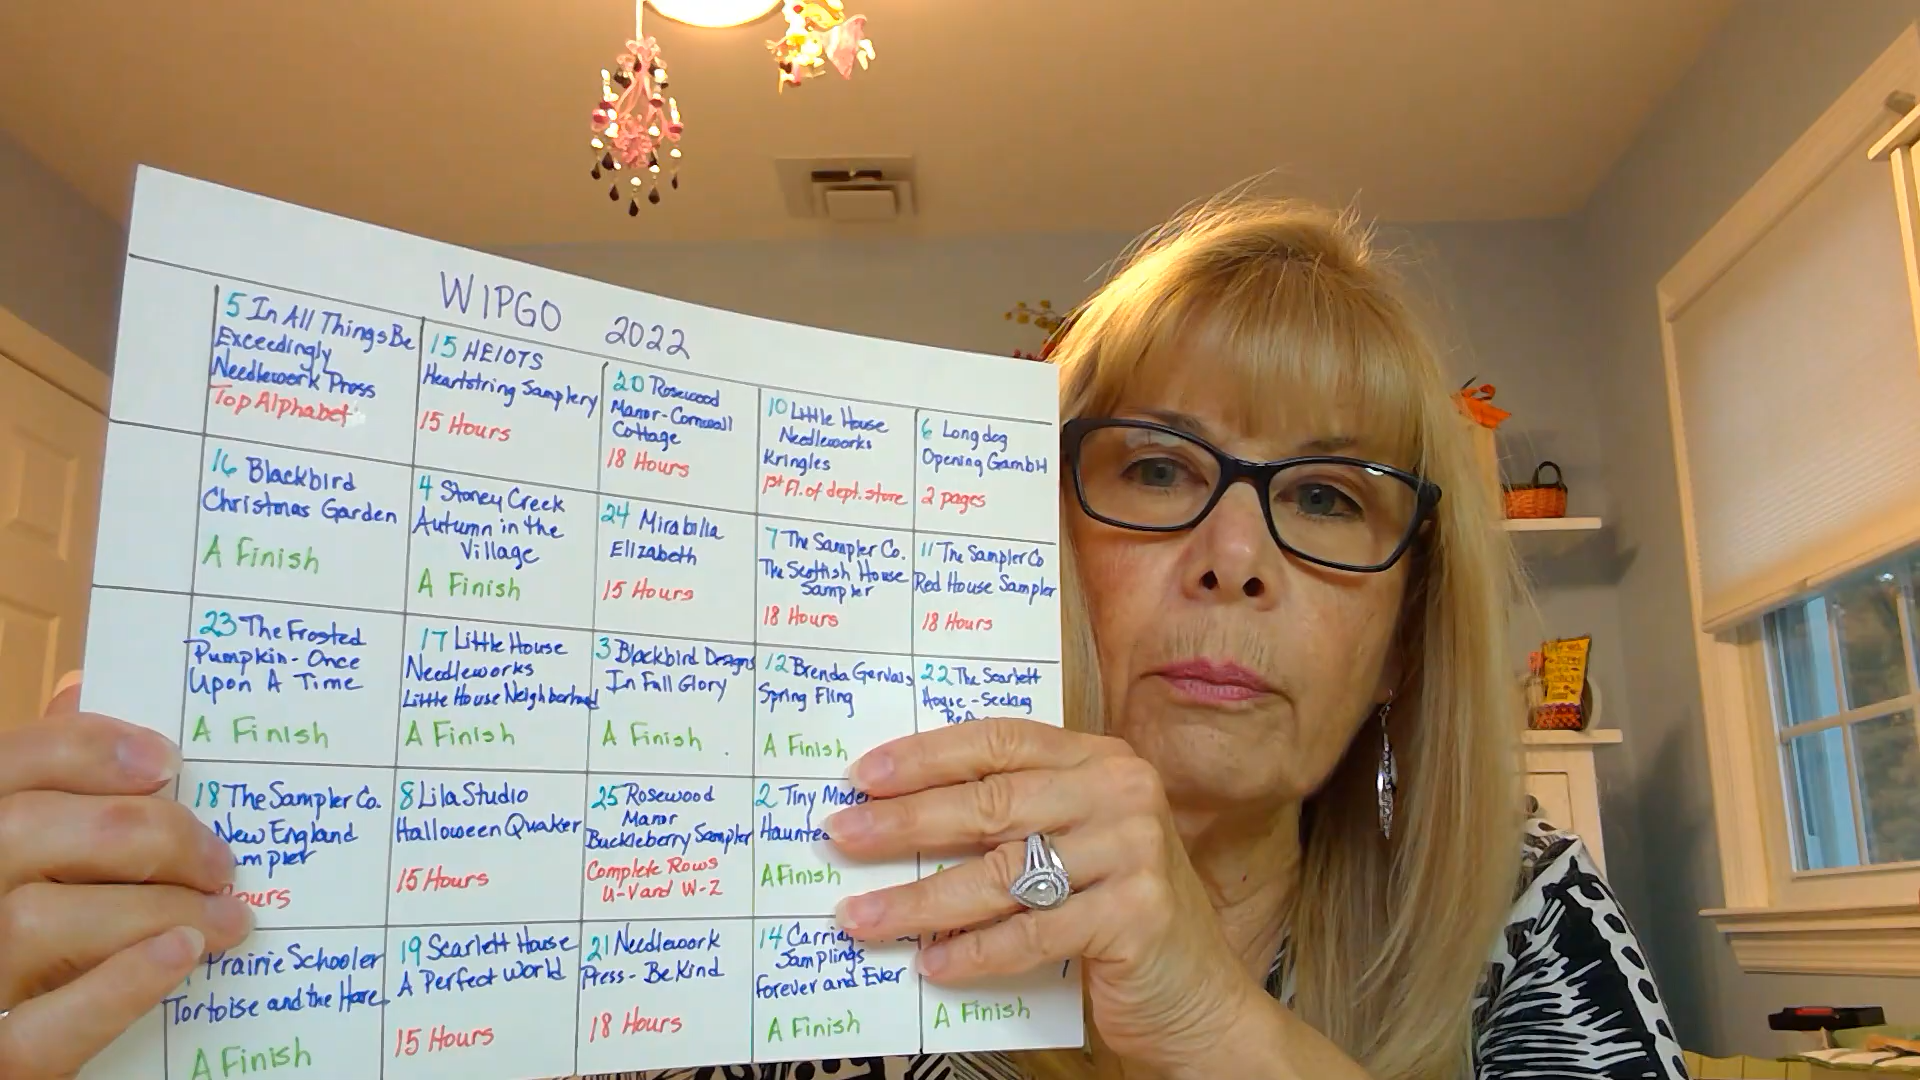 WIPGO 2022
5 In All Things Be
Exceedingly
Needlework Press
Top Alphabet
15 HEIOTS
Heartstring Samplery
15 Hours
20 Rosewood
Manor - Cornwall
Cottage
18 Hours
10 Little House
Needleworks
Kringles
1st Fl. of dept. store
6 Longdog
Opening Gambit
2 pages
16 Blackbird
Christmas Garden
A Finish
4 Stoney Creek
Autumn in the
Village
A Finish
24 Mirabilia
Elizabeth
15 Hours
7 The Sampler Co.
The Scottish House
Sampler
18 Hours
11 The Sampler Co
Red House Sampler
18 Hours
23 The Frosted
Pumpkin - Once
Upon A Time
A Finish
17 Little House
Needleworks
Little House Neighborhood
A Finish
3 Blackbird Designs
In Fall Glory
A Finish.
12 Brenda Gervais
Spring Fling
A Finish
22 The Scarlett
House - Seeking
18 The Sampler Co.
New England
mpler
ours
8 Lila Studio
Halloween Quaker
15 Hours
25 Rosewood
Manor
Buckleberry Sampler
Complete Rows
U-V and W-Z
2 Tiny Moder
Haunted
A Finish
A
Prairie Schooler
Tortoise and the Hare
A Finish
19 Scarlett House
A Perfect World
15 Hours
21 Needlework
Press - Be Kind
18 Hours
14 Carriag
Samplings
Forever and Ever
A Finish
A Finish